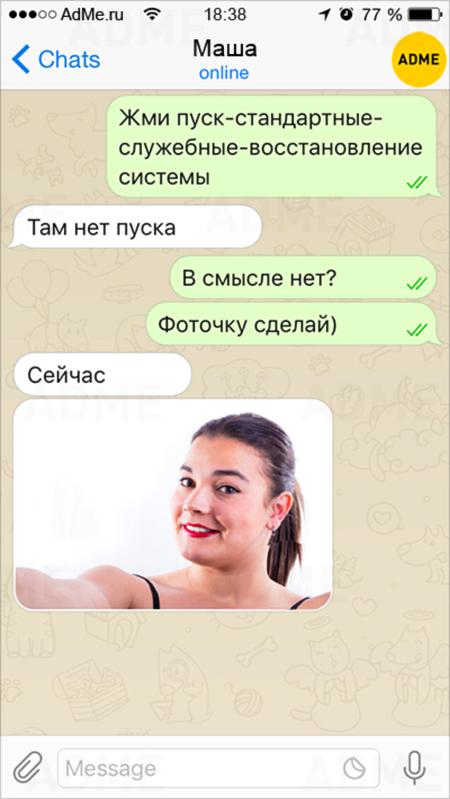 AdMe.ru 18:38 77 %
Chats Маша ADME
online
Жми пуск-стандартные-
служебные-восстановление
системы
Там нет пуска
В смысле нет?
Фоточку сделай)
Сейчас
Message